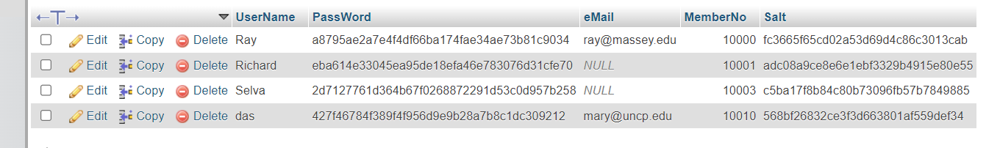 UserName PassWord eMail MemberNo Salt
Edit Copy Delete Ray a8795ae2a7e4f4df66ba174fae34ae73b81c9034 ray@massey.edu 10000 fc3665f65cd02a53d69d4c86c3013cab
Edit Copy Delete Richard eba614e33045ea95de18efa46e783076d31cfe70 NULL 10001 adc08a9ce8e6e1ebf3329b4915e80e55
Edit Copy Delete Selva 2d7127761d364b67f0268872291d53c0d957b258 NULL 10003 c5ba17f8b84c80b73096fb57b7849885
Edit Copy Delete das 427f46784f389f4f956d9e9b28a7b8c1dc309212 mary@uncp.edu 10010 568bf26832ce3f3d663801af559def34